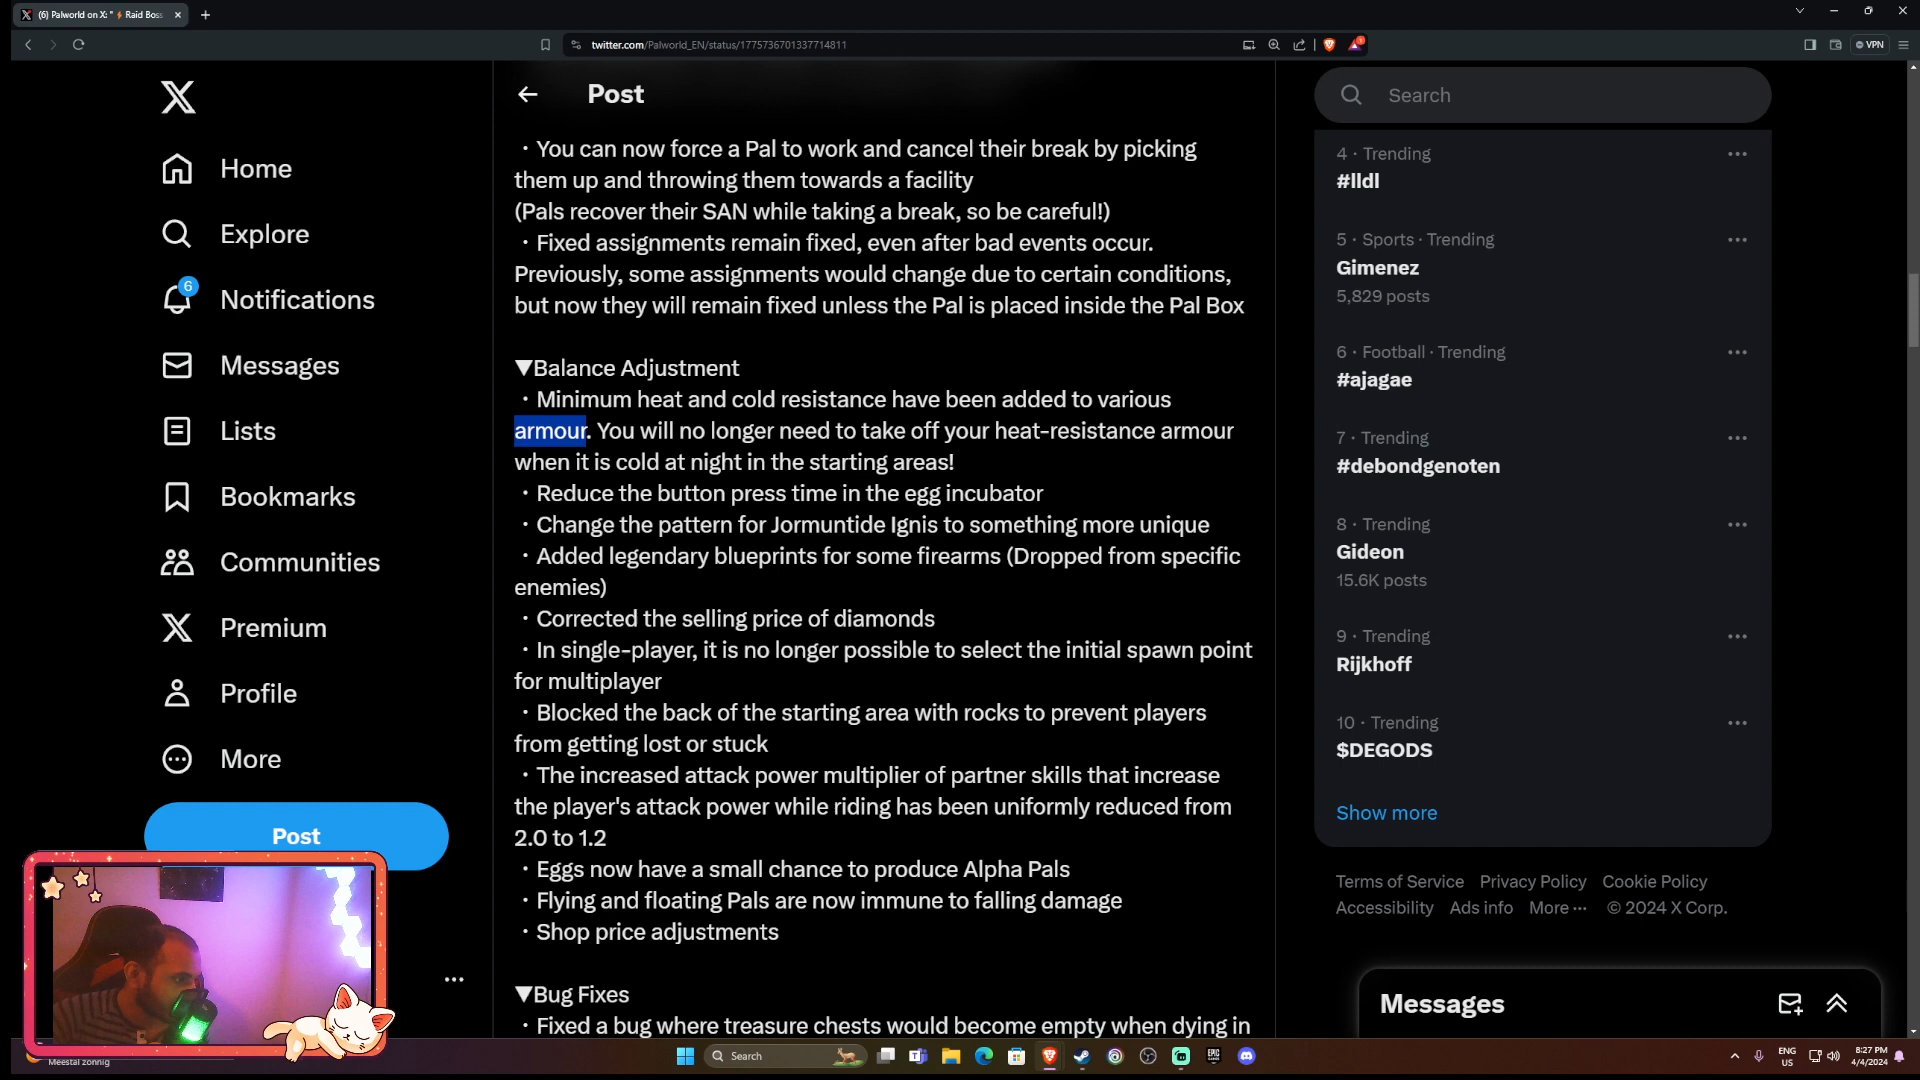 (6) Palworld on X: "⚡ Raid Boss
twitter.com/Palworld_EN/status/1775736701337714811
VPN
Post
Search
Home
Explore
6
Notifications
Messages
Lists
Bookmarks
Communities
Premium
Profile
More
Post
・You can now force a Pal to work and cancel their break by picking
them up and throwing them towards a facility
(Pals recover their SAN while taking a break, so be careful!)
・Fixed assignments remain fixed, even after bad events occur.
Previously, some assignments would change due to certain conditions,
but now they will remain fixed unless the Pal is placed inside the Pal Box
▼Balance Adjustment
・Minimum heat and cold resistance have been added to various
armour. You will no longer need to take off your heat-resistance armour
when it is cold at night in the starting areas!
・Reduce the button press time in the egg incubator
・Change the pattern for Jormuntide Ignis to something more unique
・Added legendary blueprints for some firearms (Dropped from specific
enemies)
・Corrected the selling price of diamonds
・In single-player, it is no longer possible to select the initial spawn point
for multiplayer
・Blocked the back of the starting area with rocks to prevent players
from getting lost or stuck
・The increased attack power multiplier of partner skills that increase
the player's attack power while riding has been uniformly reduced from
2.0 to 1.2
・Eggs now have a small chance to produce Alpha Pals
・Flying and floating Pals are now immune to falling damage
・Shop price adjustments
▼Bug Fixes
・Fixed a bug where treasure chests would become empty when dying in
4 · Trending
#lldl
5 · Sports · Trending
Gimenez
5,829 posts
6 · Football · Trending
#ajagae
7 · Trending
#debondgenoten
8 · Trending
Gideon
15.6K posts
9 · Trending
Rijkhoff
10 · Trending
$DEGODS
Show more
Terms of Service Privacy Policy Cookie Policy
Accessibility Ads info More ··· © 2024 X Corp.
Messages
Meestal zonnig
Search
EPIC
ENG
US
8:27 PM
4/4/2024